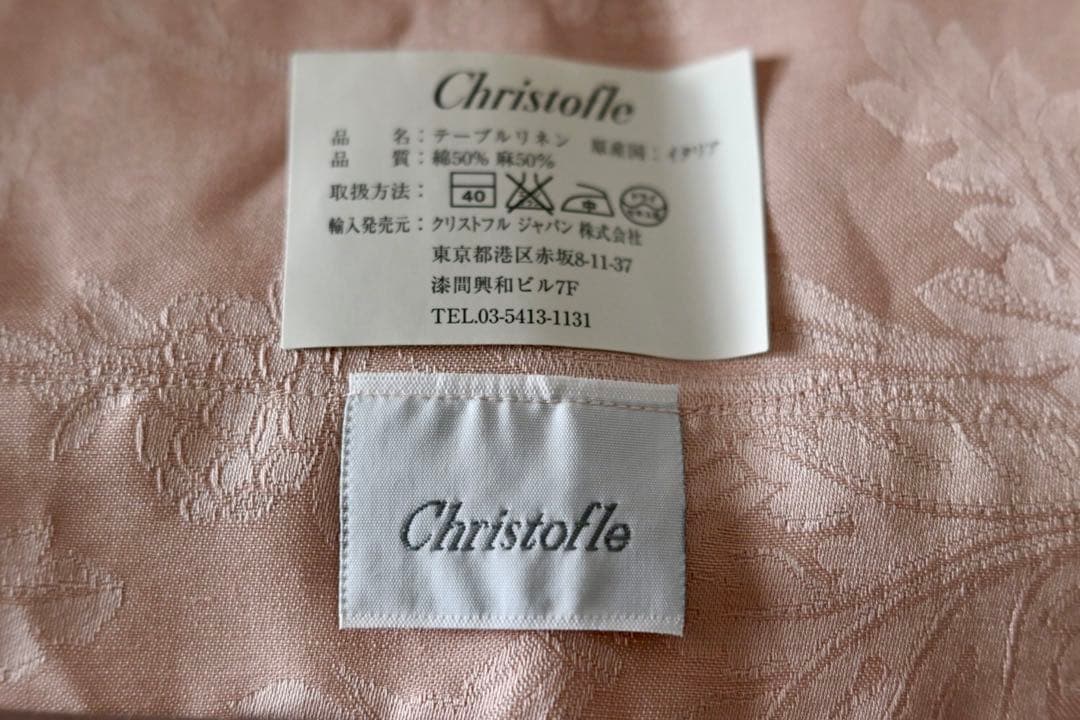 Christofle
品 名：テーブルリネン 原産国：イタリア
品 質：綿50% 麻50%
取扱方法： 40 中 ドライ
輸入発売元：クリストフル ジャパン 株式会社
東京都港区赤坂8-11-37
漆間興和ビル7F
TEL.03-5413-1131
Christofle